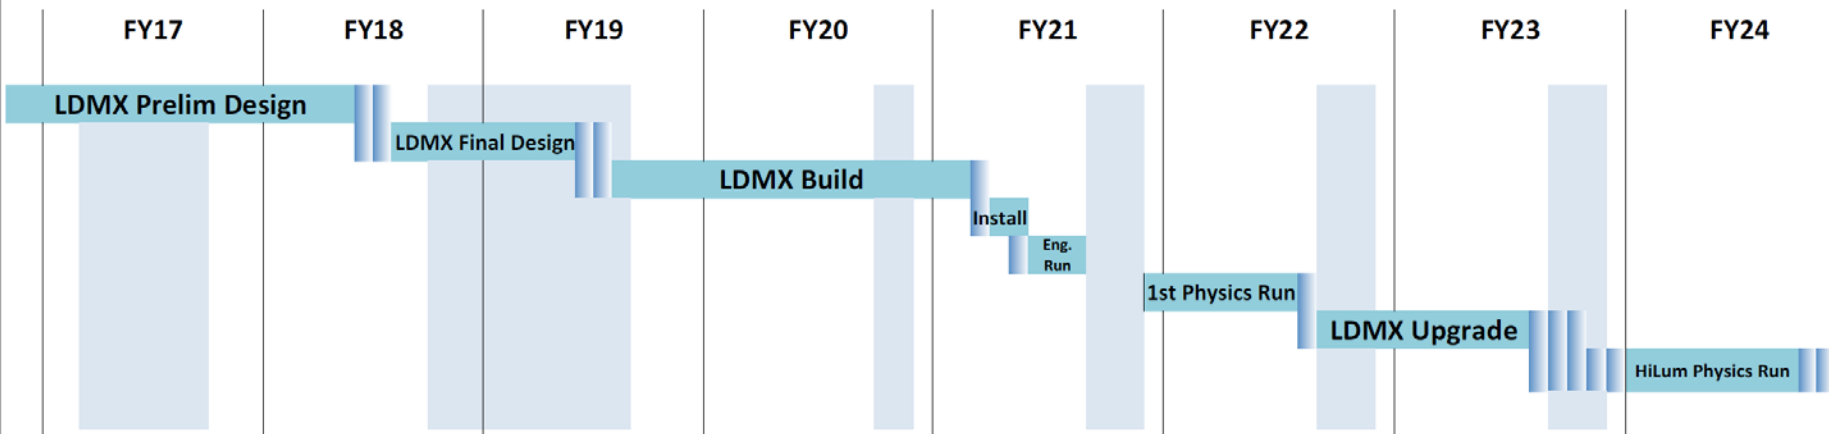 FY17 FY18 FY19 FY20 FY21 FY22 FY23 FY24
LDMX Prelim Design
LDMX Final Design
LDMX Build
Install
Eng.
Run
1st Physics Run
LDMX Upgrade
HiLum Physics Run